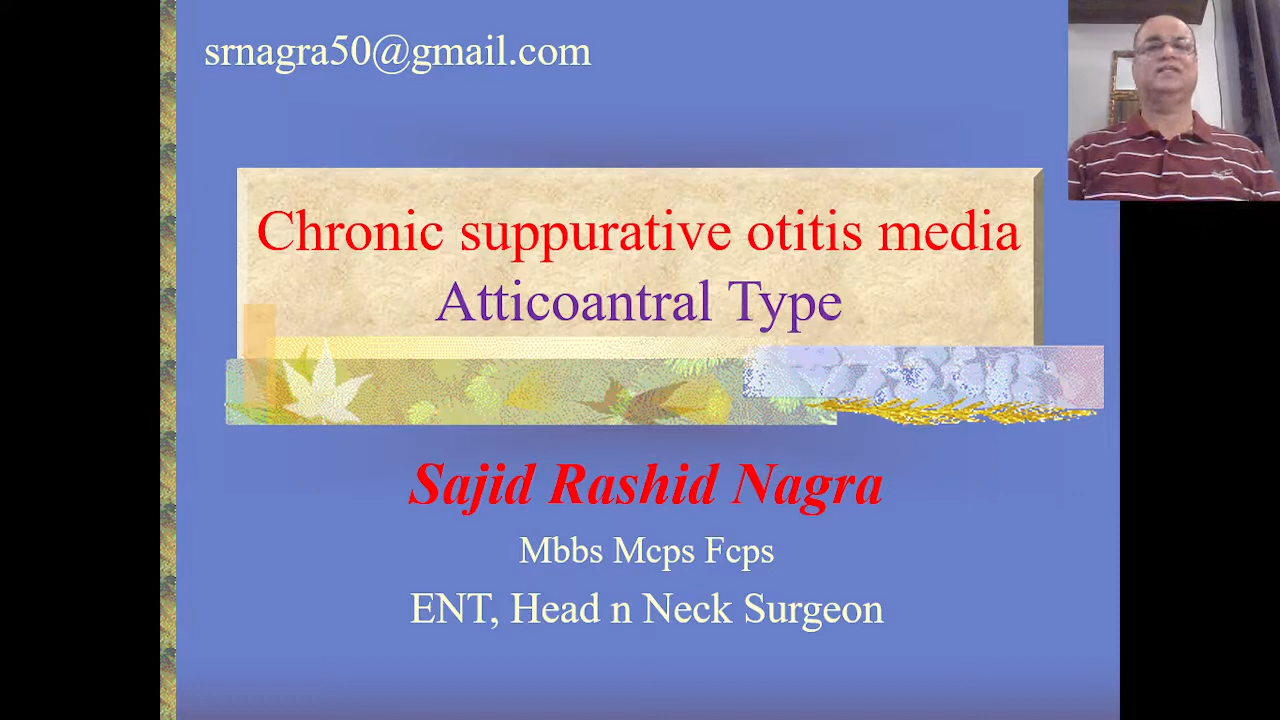 srnagra50@gmail.com
Chronic suppurative otitis media
Atticoantral Type
Sajid Rashid Nagra
Mbbs Mcps Fcps
ENT, Head n Neck Surgeon